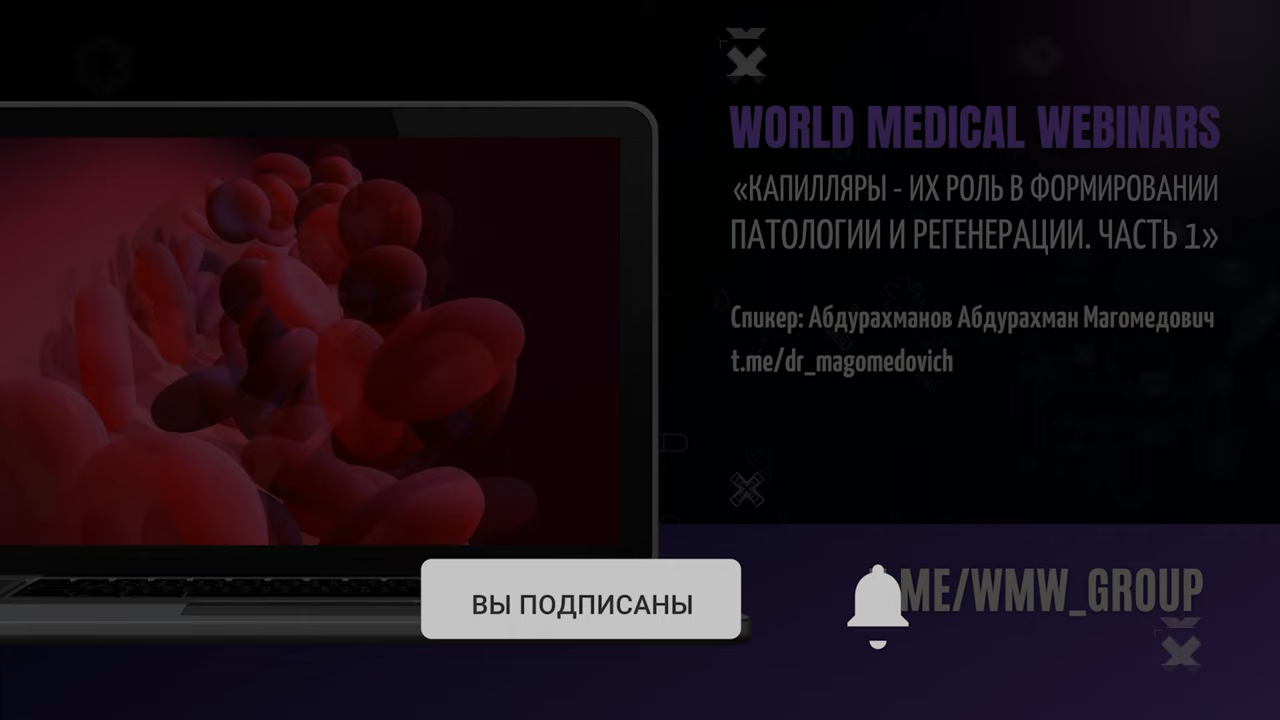 WORLD MEDICAL WEBINARS
«КАПИЛЛЯРЫ - ИХ РОЛЬ В ФОРМИРОВАНИИ
ПАТОЛОГИИ И РЕГЕНЕРАЦИИ. ЧАСТЬ 1»
Спикер: Абдурахманов Абдурахман Магомедович
t.me/dr_magomedovich
ВЫ ПОДПИСАНЫ
ME/WMW_GROUP